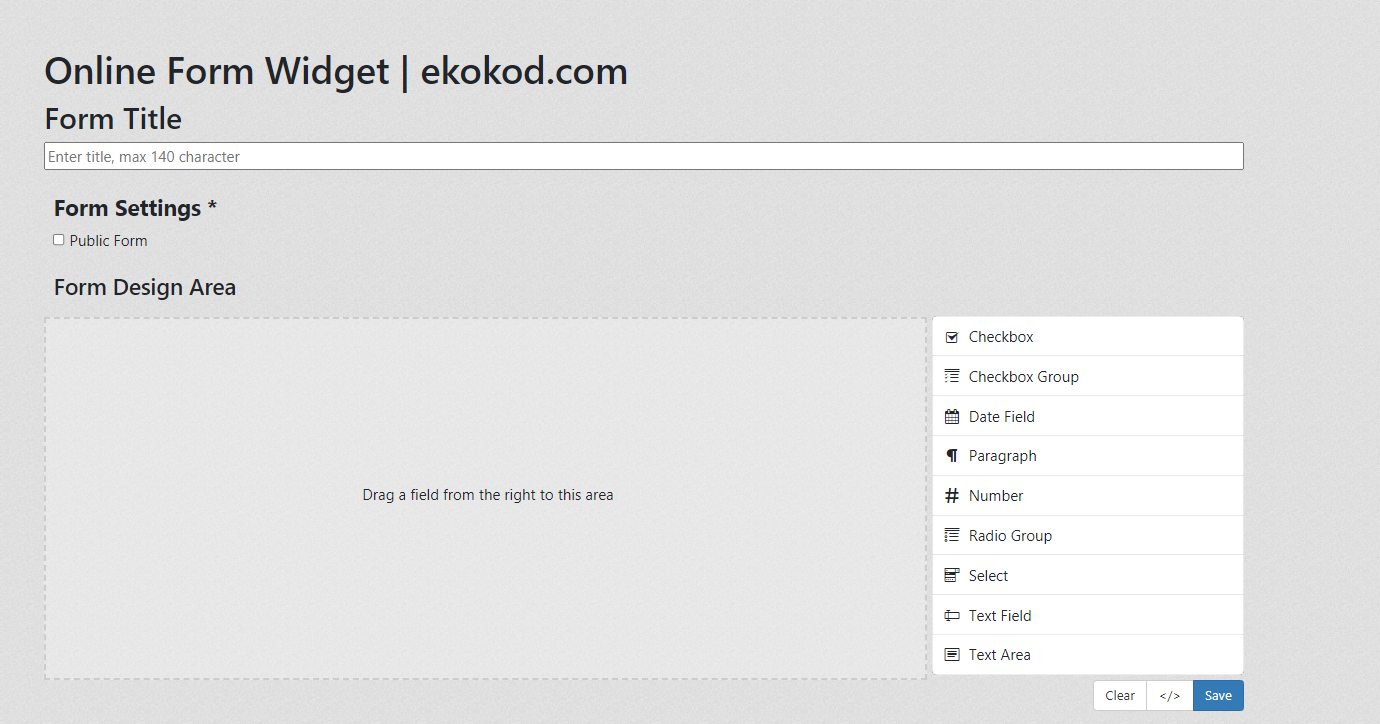 Online Form Widget | ekokod.com
Form Title
Enter title, max 140 character
Form Settings *
Public Form
Form Design Area
Drag a field from the right to this area
Checkbox
Checkbox Group
Date Field
Paragraph
Number
Radio Group
Select
Text Field
Text Area
Clear </> Save